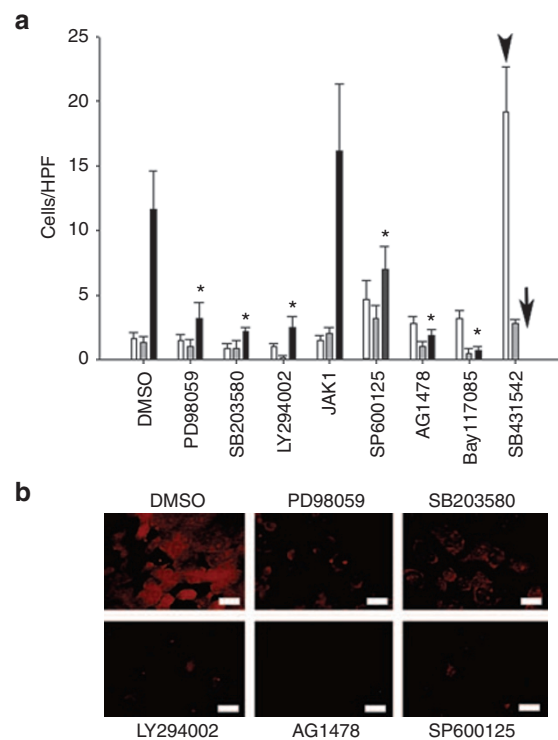 a
25
20
15
10
5
0
Cells/HPF
*
*
*
*
*
*
DMSO
PD98059
SB203580
LY294002
JAK1
SP600125
AG1478
Bay117085
SB431542
b
DMSO PD98059 SB203580
LY294002 AG1478 SP600125